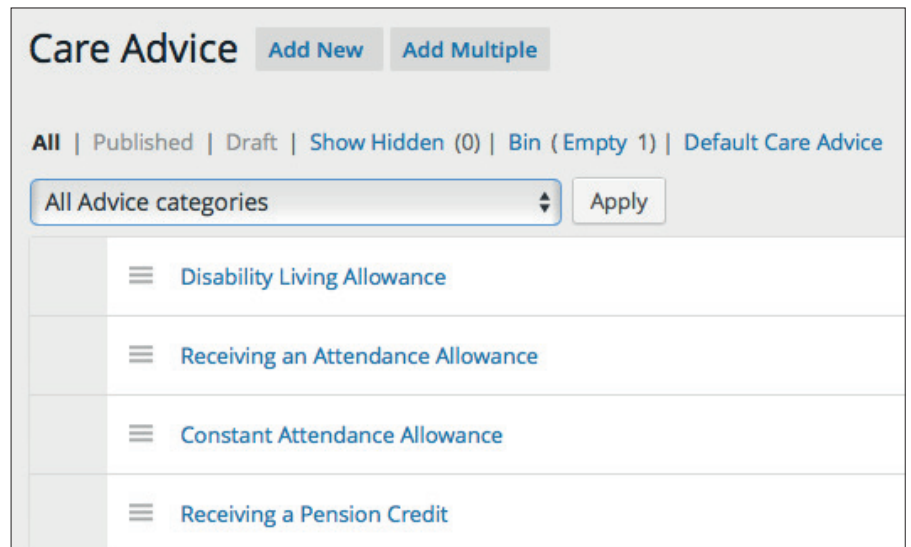 Care Advice Add New Add Multiple
All | Published | Draft | Show Hidden (0) | Bin (Empty 1) | Default Care Advice
All Advice categories Apply
Disability Living Allowance
Receiving an Attendance Allowance
Constant Attendance Allowance
Receiving a Pension Credit